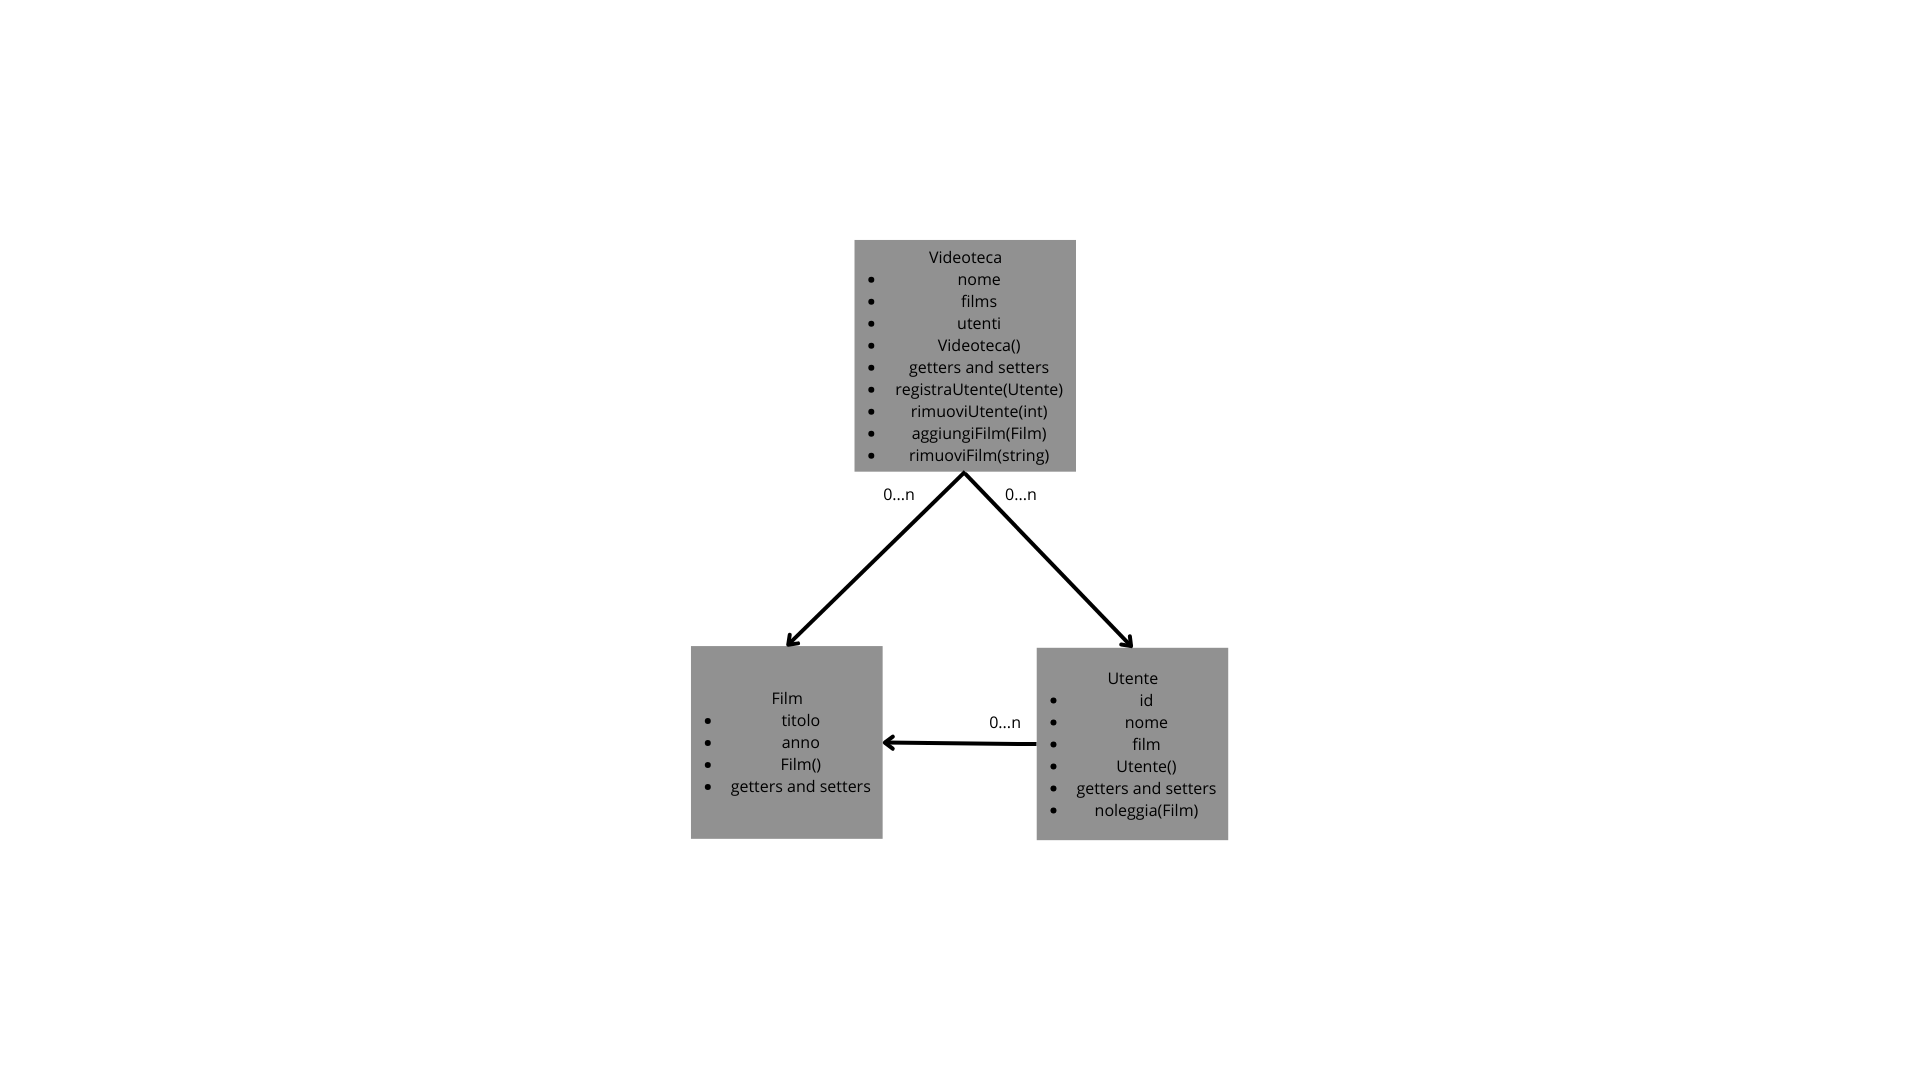 Videoteca
nome
films
utenti
Videoteca()
getters and setters
registraUtente(Utente)
rimuoviUtente(int)
aggiungiFilm(Film)
rimuoviFilm(string)
0...n
0...n
Film
titolo
anno
Film()
getters and setters
0...n
Utente
id
nome
film
Utente()
getters and setters
noleggia(Film)